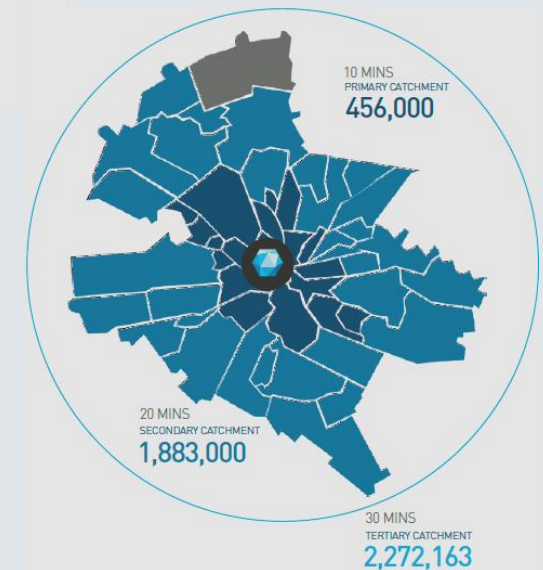 10 MINS
PRIMARY CATCHMENT
456,000
20 MINS
SECONDARY CATCHMENT
1,883,000
30 MINS
TERTIARY CATCHMENT
2,272,163